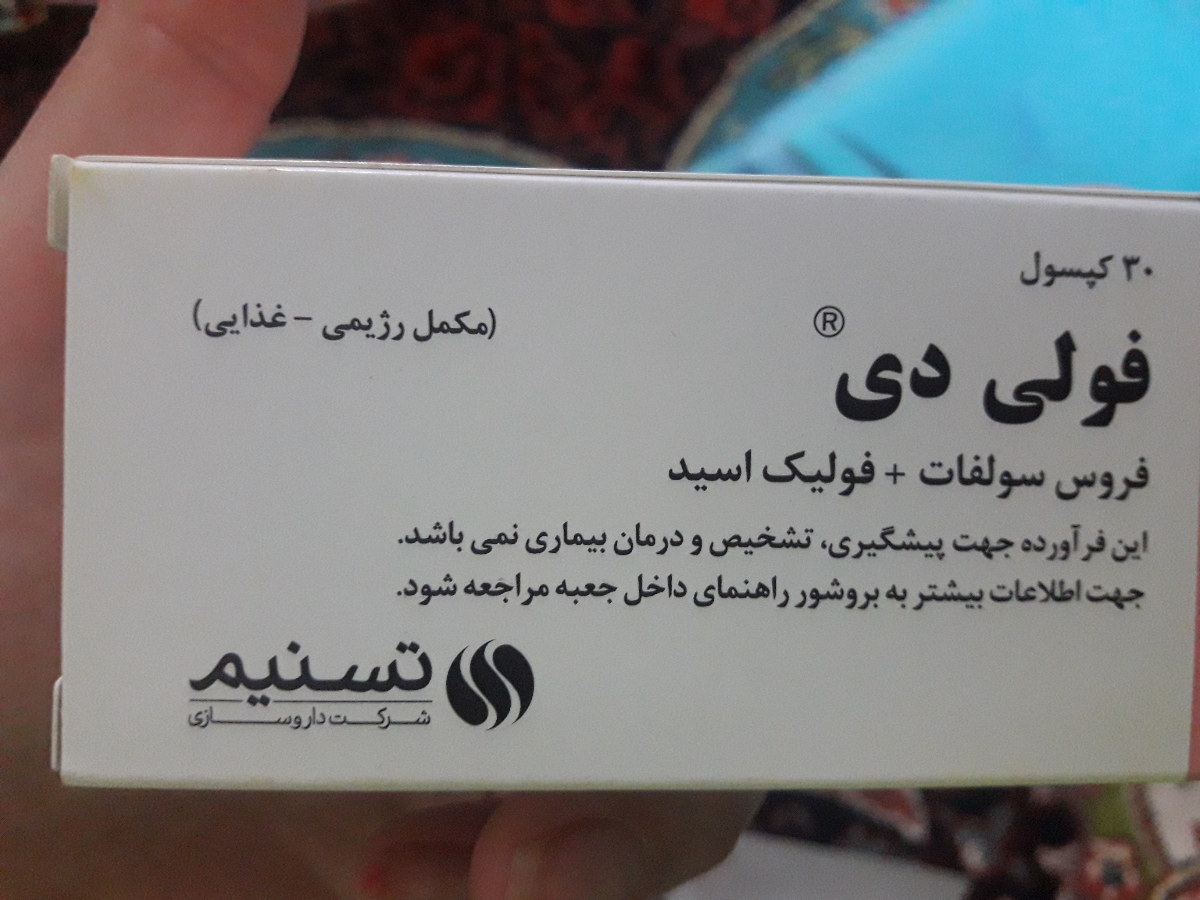 ۳۰ کپسول
فولی دی®
(مکمل رژیمی - غذایی)
فروس سولفات + فولیک اسید
این فرآورده جهت پیشگیری، تشخیص و درمان بیماری نمی باشد.
جهت اطلاعات بیشتر به بروشور راهنمای داخل جعبه مراجعه شود.
تسنیم
شرکت داروسازی